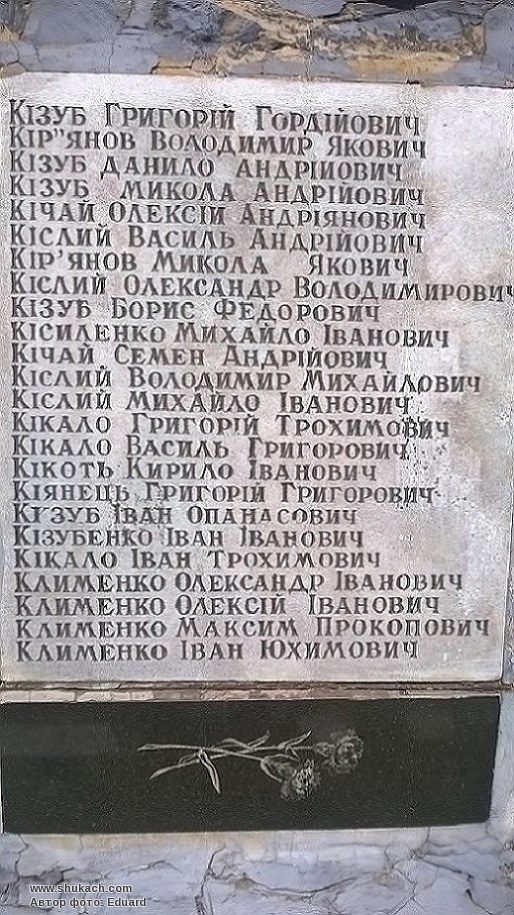 КІЗУБ ГРИГОРІЙ ГОРДІЙОВИЧ
КІР"ЯНОВ ВОЛОДИМИР ЯКОВИЧ
КІЗУБ ДАНИЛО АНДРІЙОВИЧ
КІЗУБ МИКОЛА АНДРІЙОВИЧ
КІЧАЙ ОЛЕКСІЙ АНДРІЯНОВИЧ
КІСЛИЙ ВАСИЛЬ АНДРІЙОВИЧ
КІР'ЯНОВ МИКОЛА ЯКОВИЧ
КІСЛИЙ ОЛЕКСАНДР ВОЛОДИМИРОВИЧ
КІЗУБ БОРИС ФЕДОРОВИЧ
КІСИЛЕНКО МИХАЙЛО ІВАНОВИЧ
КІЧАЙ СЕМЕН АНДРІЙОВИЧ
КІСЛИЙ ВОЛОДИМИР МИХАЙЛОВИЧ
КІСЛИЙ МИХАЙЛО ІВАНОВИЧ
КІКАЛО ГРИГОРІЙ ТРОХИМОВИЧ
КІКАЛО ВАСИЛЬ ГРИГОРОВИЧ
КІКОТЬ КИРИЛО ІВАНОВИЧ
КІЯНЕЦЬ ГРИГОРІЙ ГРИГОРОВИЧ
КІЗУБ ІВАН ОПАНАСОВИЧ
КІЗУБЕНКО ІВАН ІВАНОВИЧ
КІКАЛО ІВАН ТРОХИМОВИЧ
КЛИМЕНКО ОЛЕКСАНДР ІВАНОВИЧ
КЛИМЕНКО ОЛЕКСІЙ ІВАНОВИЧ
КЛИМЕНКО МАКСИМ ПРОКОПОВИЧ
КЛИМЕНКО ІВАН ЮХИМОВИЧ
www.shukach.com
Автор фото: Eduard